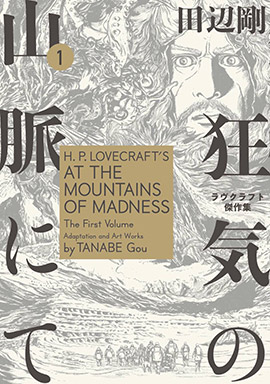 田辺剛
狂気の
山脈にて
1
ラヴクラフト
傑作集
H. P. LOVECRAFT'S
AT THE
MOUNTAINS
OF MADNESS
The First Volume
Adaptation and Art Works
by TANABE Gou